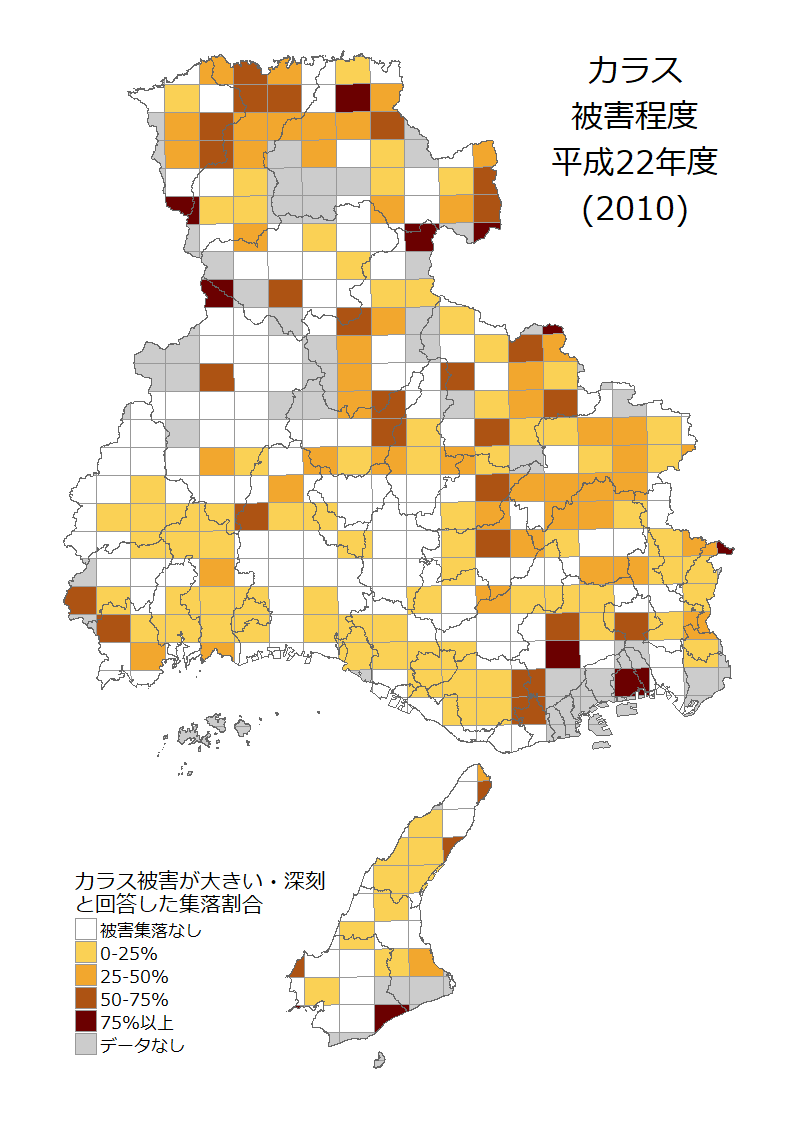 カラス
被害程度
平成22年度
(2010)
カラス被害が大きい・深刻
と回答した集落割合
被害集落なし
0-25%
25-50%
50-75%
75%以上
データなし